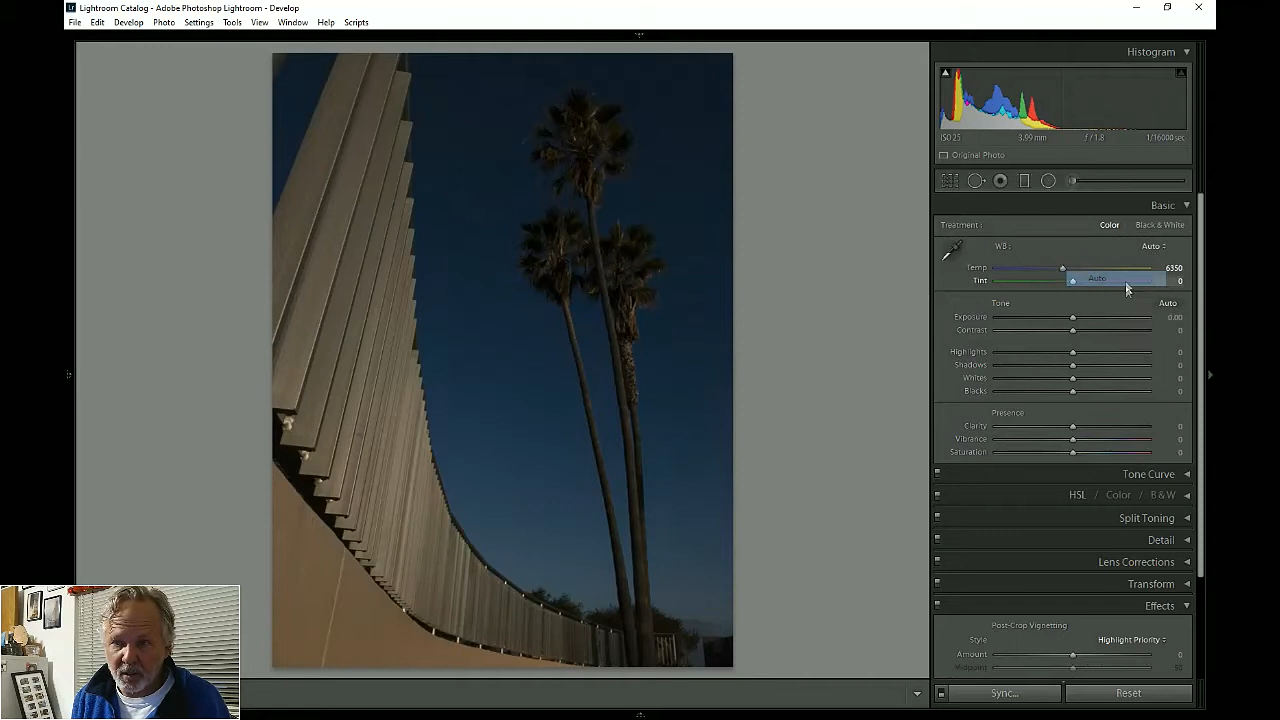 Lightroom Catalog - Adobe Photoshop Lightroom - Develop
File Edit Develop Photo Settings Tools View Window Help Scripts
Histogram
ISO 25 3.99 mm f / 1.8 1/16000 sec
Original Photo
Basic
Treatment : Color Black & White
WB : Auto
Temp 6350
Auto
Tint 0
Tone Auto
Exposure 0.00
Contrast 0
Highlights 0
Shadows 0
Whites 0
Blacks 0
Presence
Clarity 0
Vibrance 0
Saturation 0
Tone Curve
HSL / Color / B & W
Split Toning
Detail
Lens Corrections
Transform
Effects
Post-Crop Vignetting
Style Highlight Priority
Amount 0
Midpoint 50
Sync... Reset